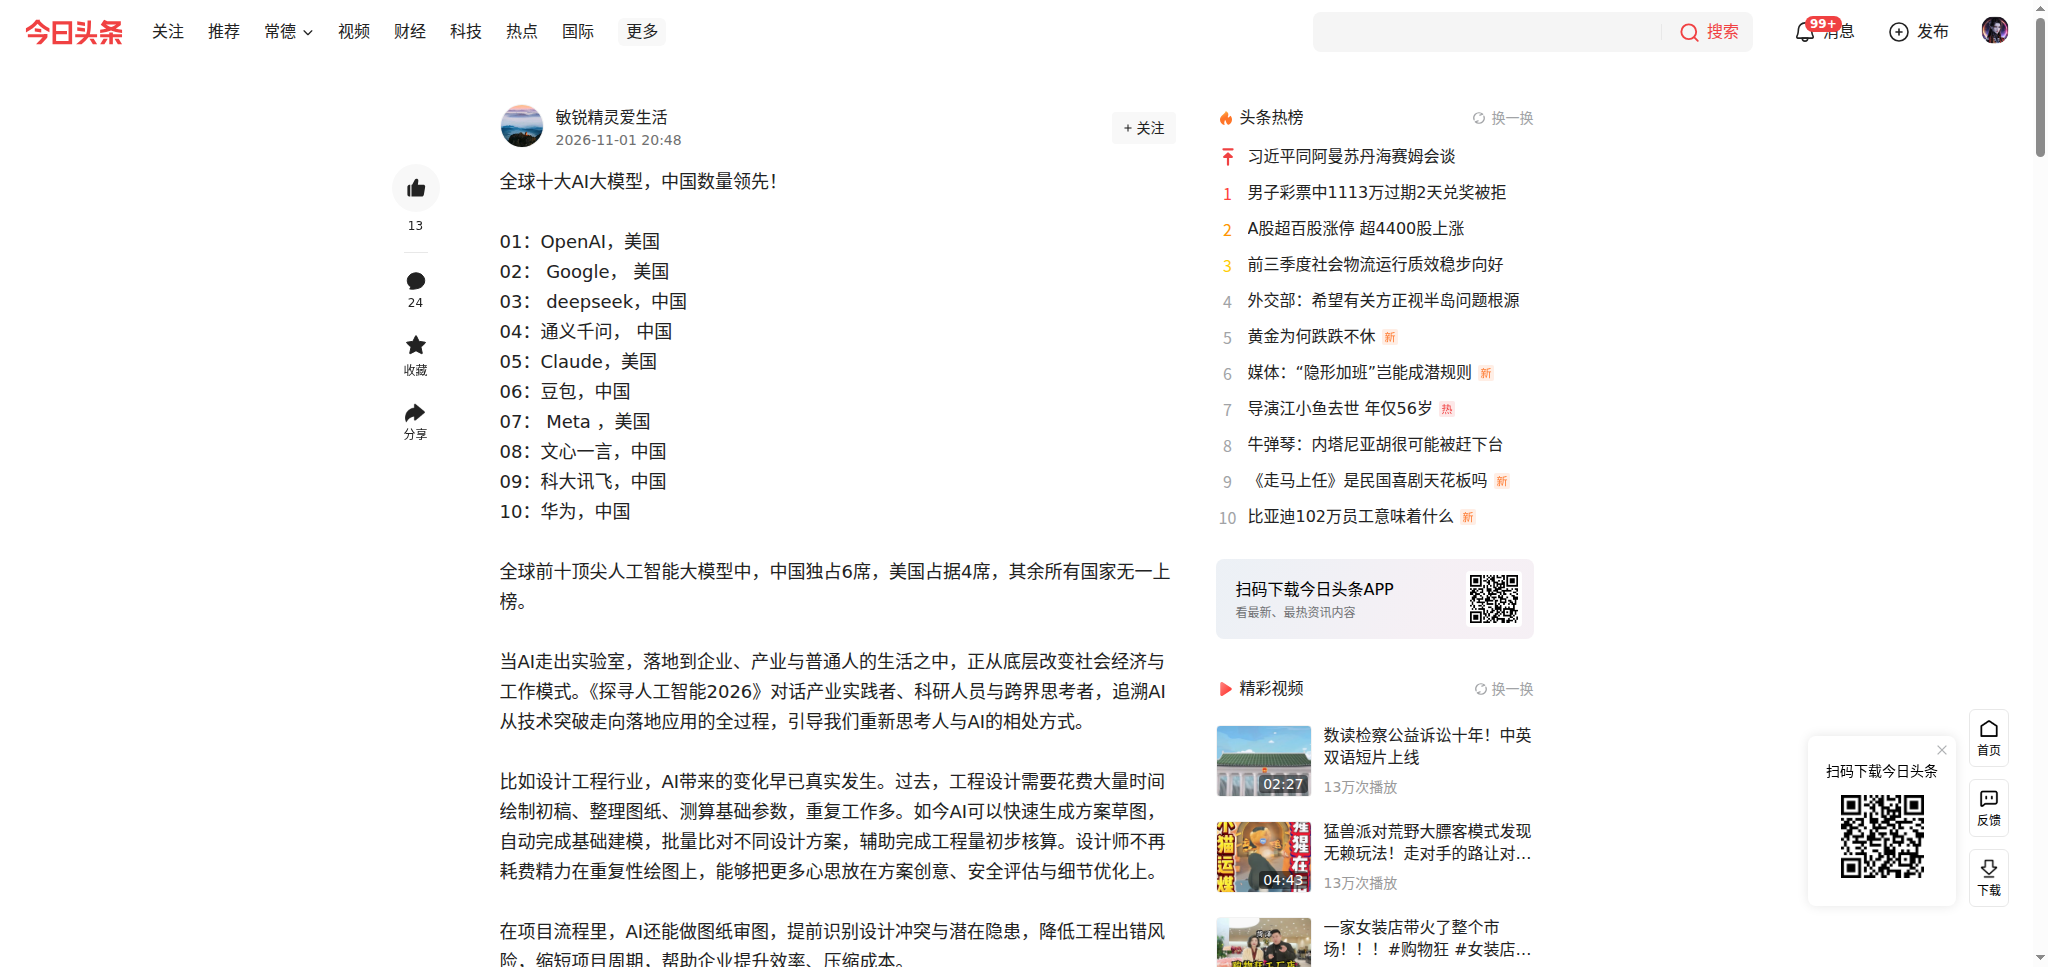 今日头条
关注
推荐
常德
视频
财经
科技
热点
国际
更多
搜索
99+
消息
发布
敏锐精灵爱生活
2026-11-01 20:48
+ 关注
13
24
收藏
分享
全球十大AI大模型，中国数量领先！
01：OpenAI，美国
02： Google， 美国
03： deepseek，中国
04：通义千问， 中国
05：Claude，美国
06：豆包，中国
07： Meta ，美国
08：文心一言，中国
09：科大讯飞，中国
10：华为，中国
全球前十顶尖人工智能大模型中，中国独占6席，美国占据4席，其余所有国家无一上
榜。
当AI走出实验室，落地到企业、产业与普通人的生活之中，正从底层改变社会经济与
工作模式。《探寻人工智能2026》对话产业实践者、科研人员与跨界思考者，追溯AI
从技术突破走向落地应用的全过程，引导我们重新思考人与AI的相处方式。
比如设计工程行业，AI带来的变化早已真实发生。过去，工程设计需要花费大量时间
绘制初稿、整理图纸、测算基础参数，重复工作多。如今AI可以快速生成方案草图，
自动完成基础建模，批量比对不同设计方案，辅助完成工程量初步核算。设计师不再
耗费精力在重复性绘图上，能够把更多心思放在方案创意、安全评估与细节优化上。
在项目流程里，AI还能做图纸审图，提前识别设计冲突与潜在隐患，降低工程出错风
险，缩短项目周期，帮助企业提升效率、压缩成本。
头条热榜
换一换
习近平同阿曼苏丹海赛姆会谈
1 男子彩票中1113万过期2天兑奖被拒
2 A股超百股涨停 超4400股上涨
3 前三季度社会物流运行质效稳步向好
4 外交部：希望有关方正视半岛问题根源
5 黄金为何跌跌不休 新
6 媒体：“隐形加班”岂能成潜规则 新
7 导演江小鱼去世 年仅56岁 热
8 牛弹琴：内塔尼亚胡很可能被赶下台
9 《走马上任》是民国喜剧天花板吗 新
10 比亚迪102万员工意味着什么 新
扫码下载今日头条APP
看最新、最热资讯内容
精彩视频
换一换
02:27
数读检察公益诉讼十年！中英
双语短片上线
13万次播放
04:43
猛兽派对荒野大膘客模式发现
无赖玩法！走对手的路让对...
13万次播放
一家女装店带火了整个市
场！！！#购物狂 #女装店...
扫码下载今日头条
首页
反馈
下载